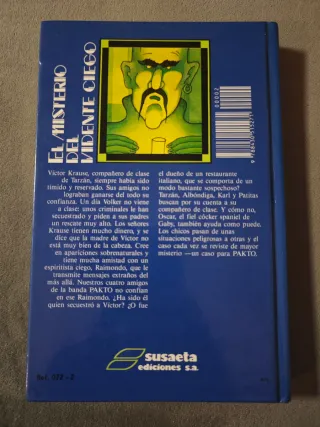 EL MISTERIO
DEL
VIDENTE CIEGO
00002
Víctor Krause, compañero de clase
de Tarzán, siempre había sido
tímido y reservado. Sus amigos no
lograban ganarse del todo su
confianza. Un día Volker no viene
a clase: unos criminales le han
secuestrado y piden a sus padres
un rescate muy alto. Los señores
Krause tienen mucho dinero, y se
dice que la madre de Víctor no
está muy bien de la cabeza. Cree
en apariciones sobrenaturales y
tiene mucha amistad con un
espiritista ciego, Raimondo, que le
transmite mensajes extraños del
más allá. Nuestros cuatro amigos
de la banda PAKTO no confían
en ese Raimondo. ¿Ha sido él
quien secuestró a Víctor? ¿O fue
el dueño de un restaurante
italiano, que se comporta de un
modo bastante sospechoso?
Tarzán, Albóndiga, Karl y Patitas
buscan por su cuenta a su
compañero de clase. Y cómo no,
Oscar, el fiel cócker spaniel de
Gaby, también ayuda como puede.
Los chicos pasan de unas
situaciones peligrosas a otras y el
caso cada vez se reviste de mayor
misterio —un caso para PAKTO.
susaeta
ediciones s.a.